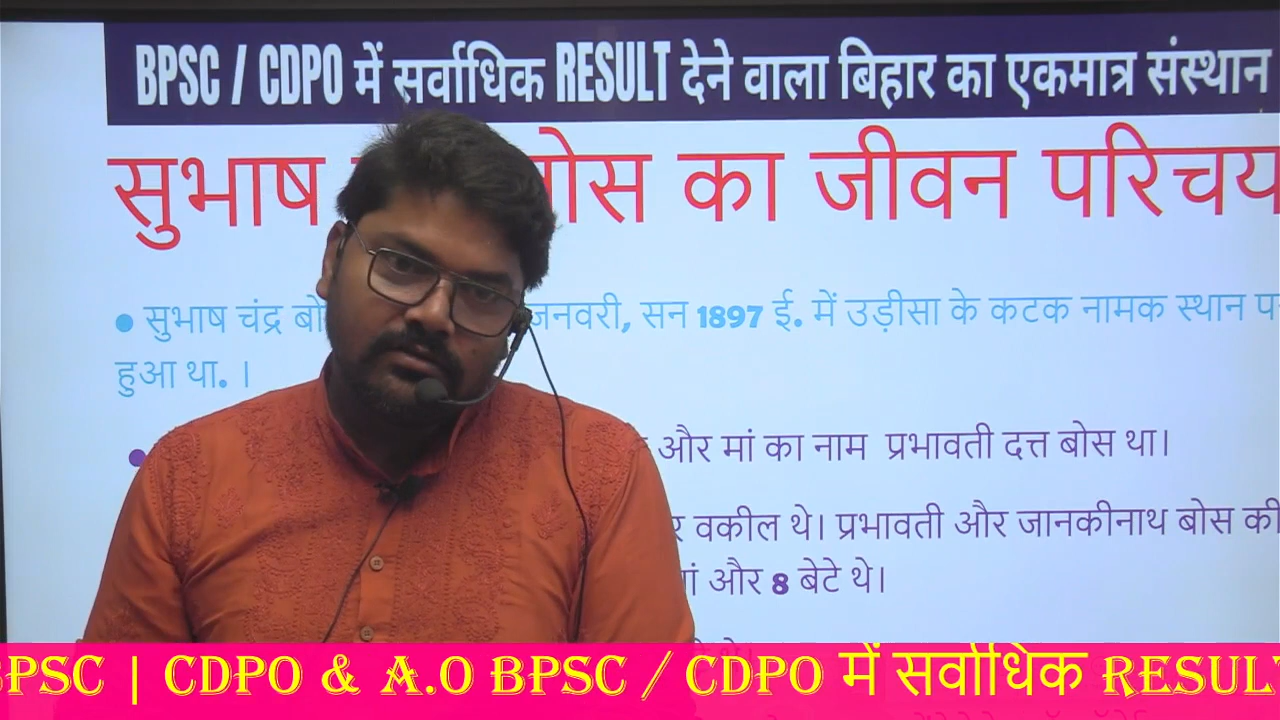 BPSC / CDPO में सर्वाधिक RESULT देने वाला बिहार का एकमात्र संस्थान
सुभाष बोस का जीवन परिचय
• सुभाष चंद्र जनवरी, सन 1897 ई. में उड़ीसा के कटक नामक स्थान
हुआ था. ।
और मां का नाम प्रभावती दत्त बोस था।
वकील थे। प्रभावती और जानकीनाथ बोस की
और 8 बेटे थे।
BPSC | CDPO & A.O BPSC / CDPO में सर्वाधिक RESUL